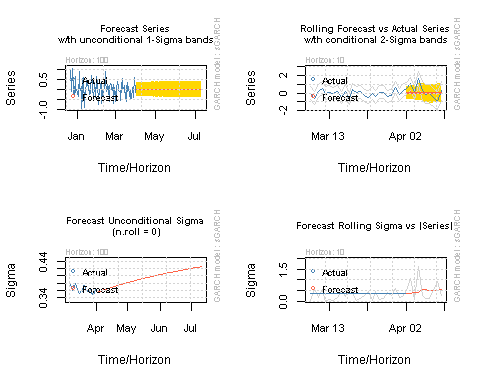 Forecast Series
w/th unconditional 1-Sigma bands
Horizon: 100
Actual
Forecast
0.5
-1.0
Series
Jan
Mar
May
Jul
Time/Horizon
GARCH model : sGARCH
Rolling Forecast vs Actual Series
w/th conditional 2-Sigma bands
Horizon: 10
Actual
Forecast
2
0
-2
Series
Mar 13
Apr 02
Time/Horizon
GARCH model : sGARCH
Forecast Unconditional Sigma
(n.roll = 0)
Horizon: 100
Actual
Forecast
0.44
0.34
Sigma
Apr
May
Jun
Jul
Time/Horizon
GARCH model : sGARCH
Forecast Rolling Sigma vs |Series|
Horizon: 10
Actual
Forecast
1.5
0.0
Sigma
Mar 13
Apr 02
Time/Horizon
GARCH model : sGARCH